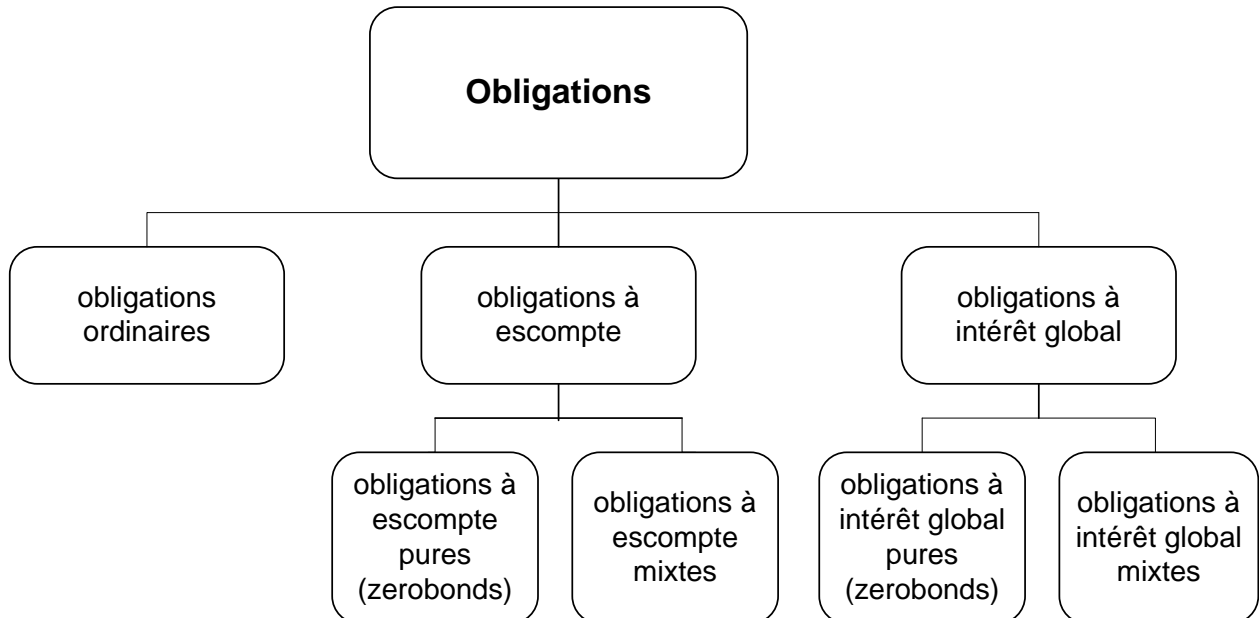 Obligations
obligations
ordinaires
obligations à
escompte
obligations à
intérêt global
obligations à
escompte
pures
(zerobonds)
obligations à
escompte
mixtes
obligations à
intérêt global
pures
(zerobonds)
obligations à
intérêt global
mixtes